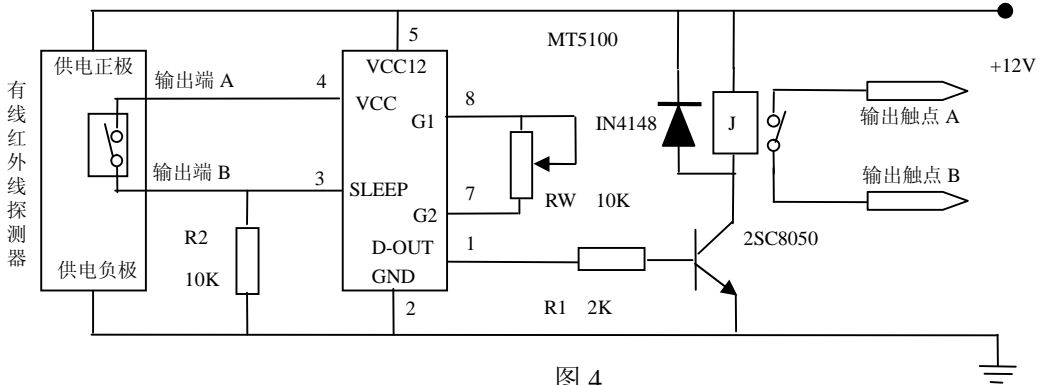 5
MT5100
+12V
有线红外线探测器
供电正极
输出端 A
4
VCC12
VCC
8
G1
IN4148
J
输出触点 A
输出端 B
3
SLEEP
7
G2
RW 10K
输出触点 B
R2
10K
D-OUT
1
2SC8050
供电负极
GND
2
R1 2K
图 4